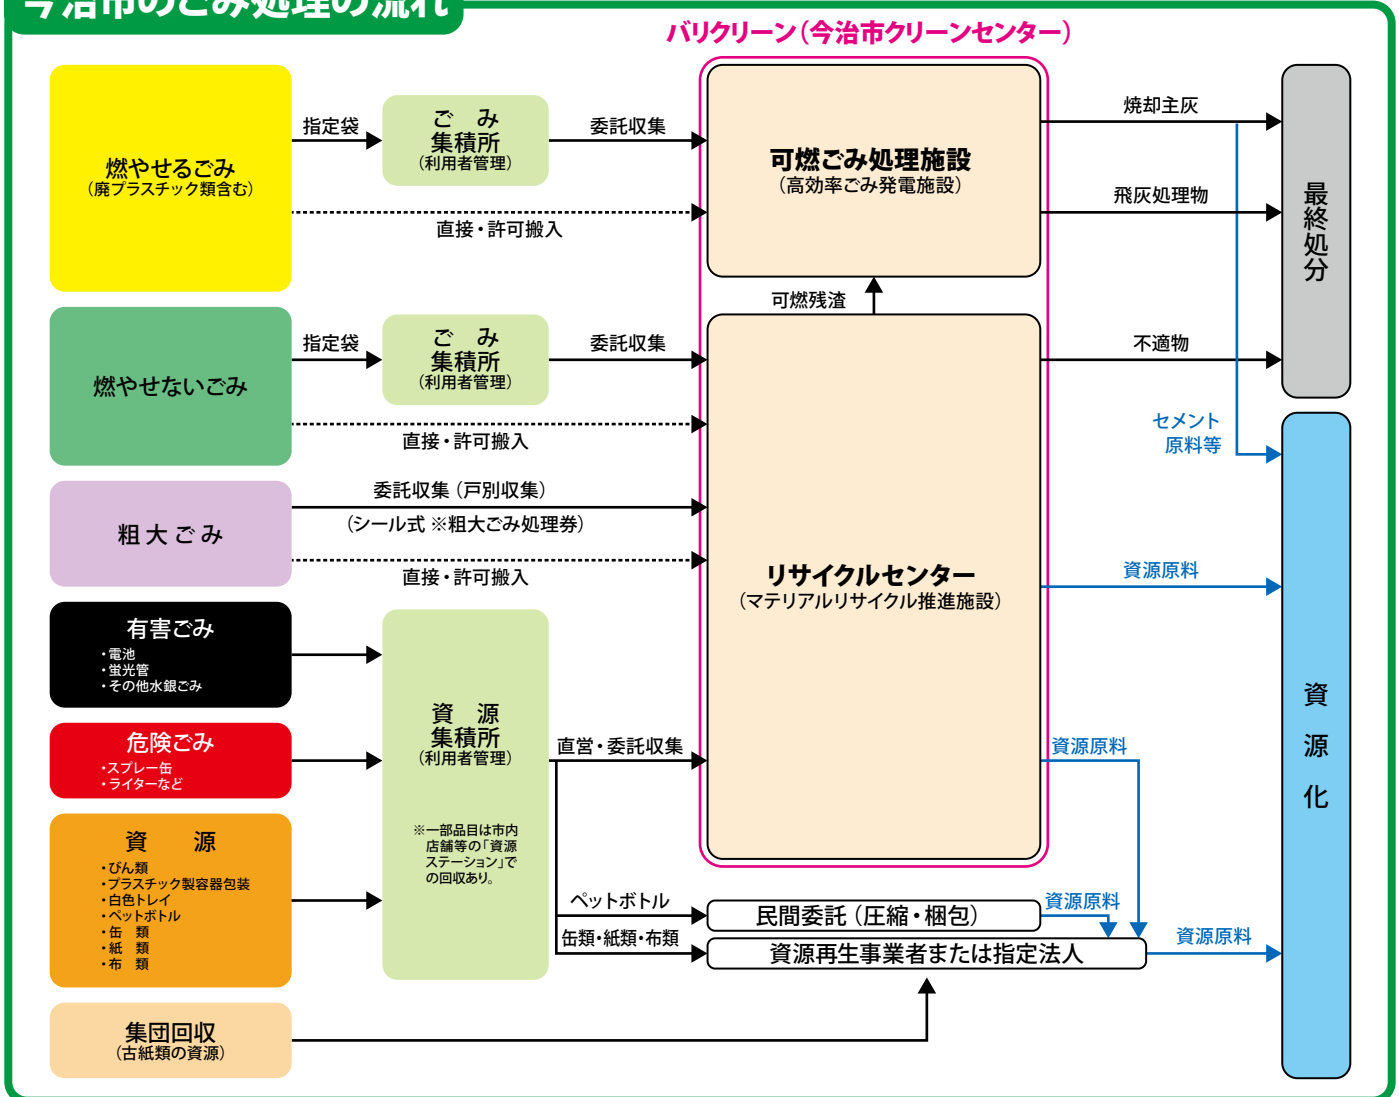 今治市のごみ処理の流れ
バリクリーン(今治市クリーンセンター)
燃やせるごみ
(廃プラスチック類含む)
指定袋
ごみ
集積所
(利用者管理)
委託収集
直接・許可搬入
可燃ごみ処理施設
(高効率ごみ発電施設)
焼却主灰
飛灰処理物
最終処分
可燃残渣
燃やせないごみ
指定袋
ごみ
集積所
(利用者管理)
委託収集
直接・許可搬入
不適物
セメント
原料等
粗大ごみ
委託収集(戸別収集)
(シール式 ※粗大ごみ処理券)
直接・許可搬入
リサイクルセンター
(マテリアルリサイクル推進施設)
資源原料
有害ごみ
・電池
・蛍光管
・その他水銀ごみ
危険ごみ
・スプレー缶
・ライターなど
資源
・びん類
・プラスチック製容器包装
・白色トレイ
・ペットボトル
・缶 類
・紙 類
・布 類
資源
集積所
(利用者管理)
※一部品目は市内
店舗等の「資源
ステーション」で
の回収あり。
直営・委託収集
資源原料
資源化
ペットボトル
民間委託(圧縮・梱包)
資源原料
缶類・紙類・布類
資源再生事業者または指定法人
資源原料
集団回収
(古紙類の資源)